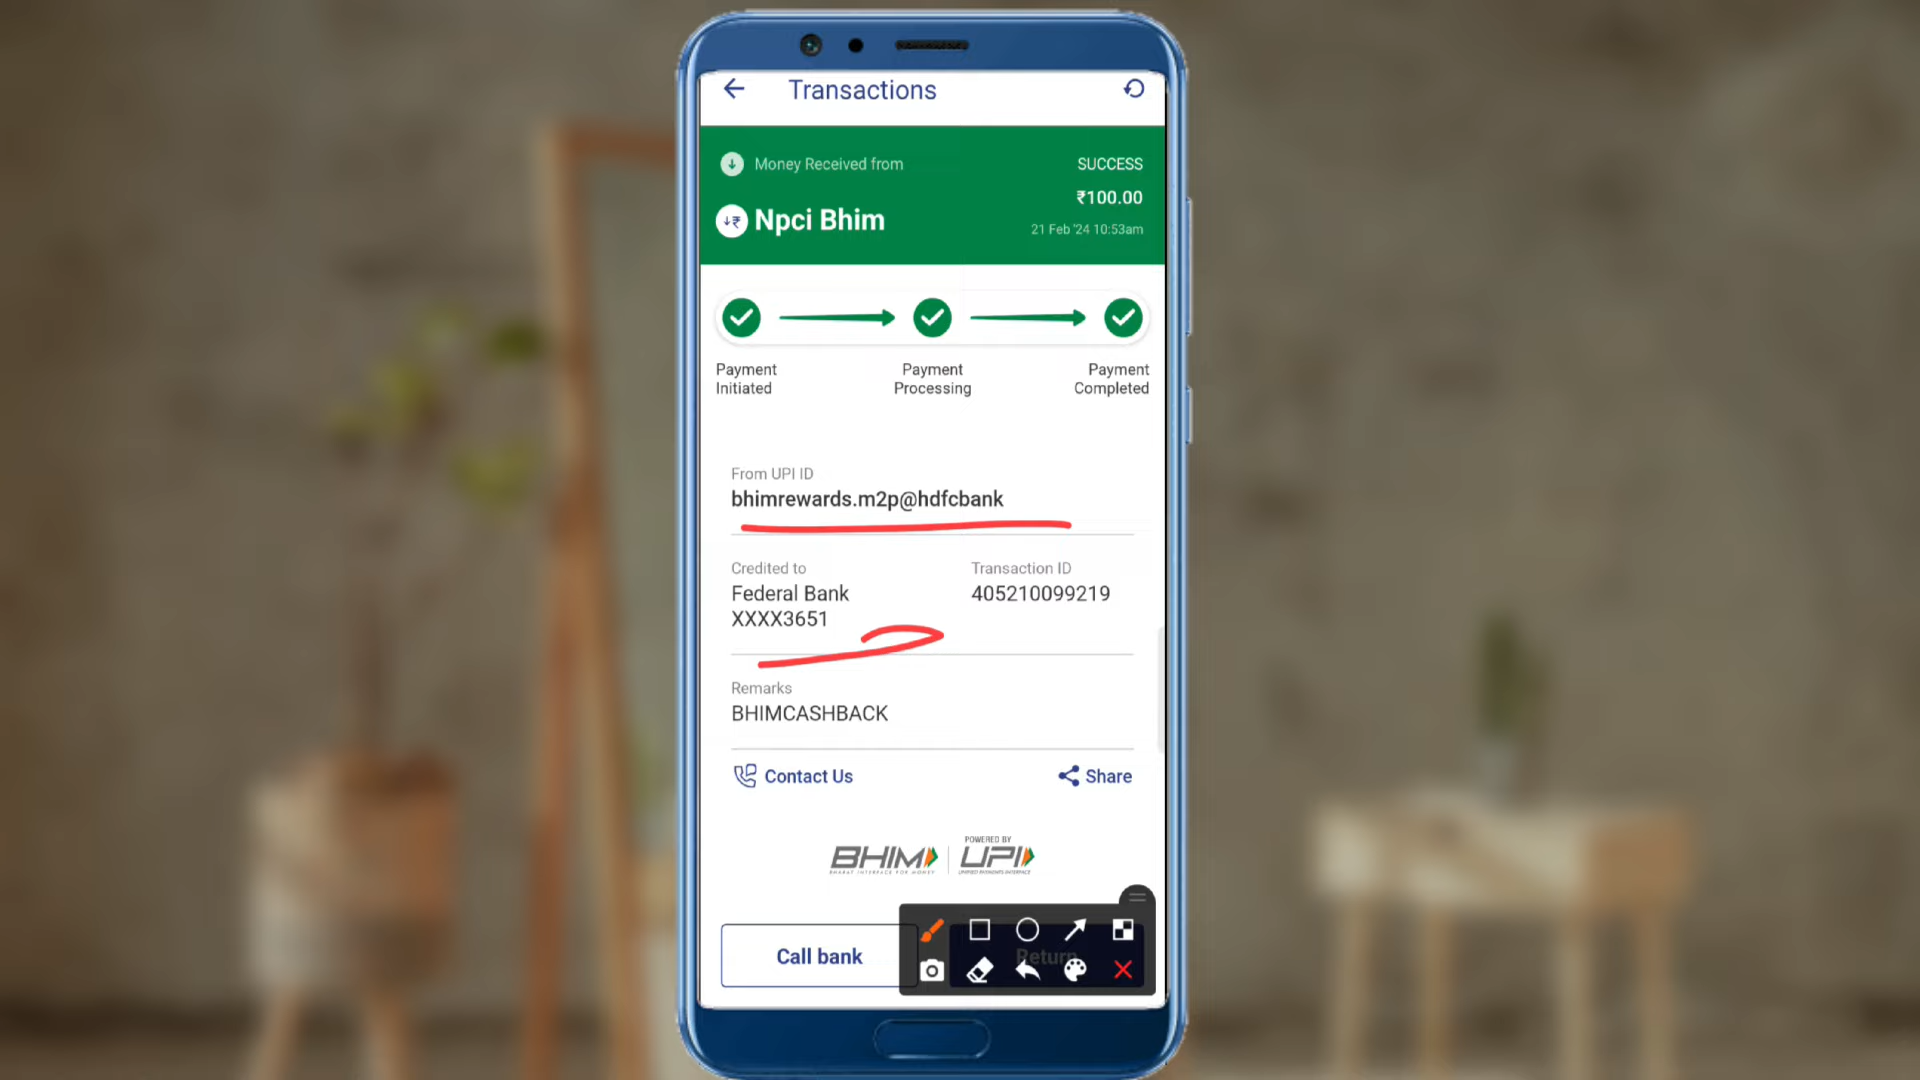 Transactions
Money Received from
SUCCESS
₹100.00
↓₹ Npci Bhim
21 Feb '24 10:53am
Payment Initiated
Payment Processing
Payment Completed
From UPI ID
bhimrewards.m2p@hdfcbank
Credited to
Transaction ID
Federal Bank
405210099219
XXXX3651
Remarks
BHIMCASHBACK
Contact Us
Share
BHIM
BHARAT INTERFACE FOR MONEY
POWERED BY
UPI
UNIFIED PAYMENTS INTERFACE
Call bank
Return